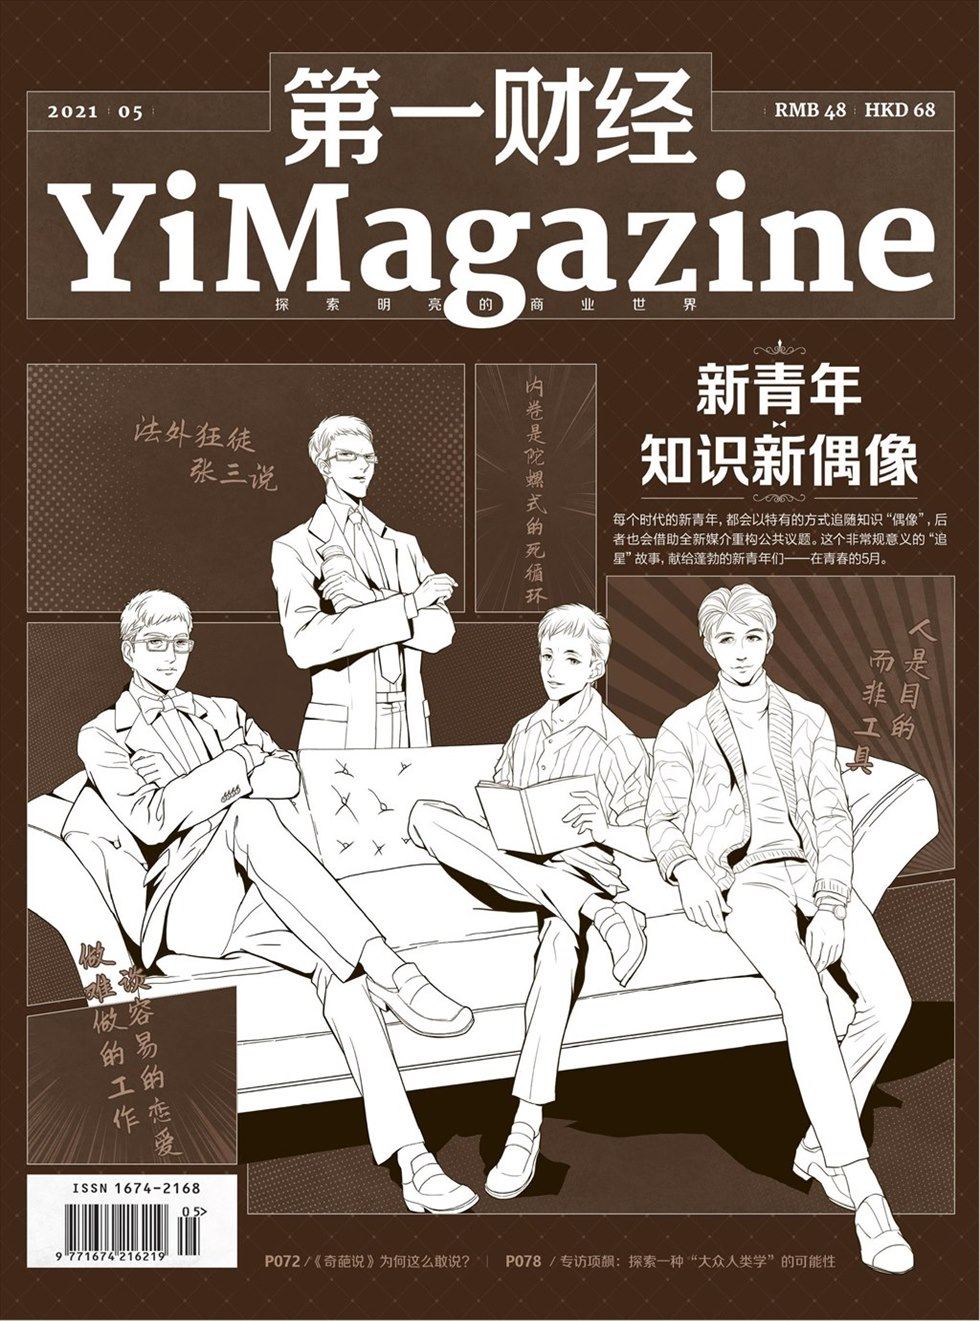 2021 05
第一财经
RMB 48 HKD 68
YiMagazine
探索明亮的商业世界
新青年
知识新偶像
每个时代的新青年，都会以特有的方式追随知识“偶像”，后
者也会借助全新媒介重构公共议题。这个非常规意义的“追
星”故事，献给蓬勃的新青年们——在青春的5月。
法外狂徒
张三说
内卷是陀螺式的死循环
人是目的
而非工具
做难做的工作
谈容易的恋爱
ISSN 1674-2168
05>
9 771674 216219
P072 /《奇葩说》为何这么敢说？ | P078 / 专访项飙：探索一种“大众人类学”的可能性